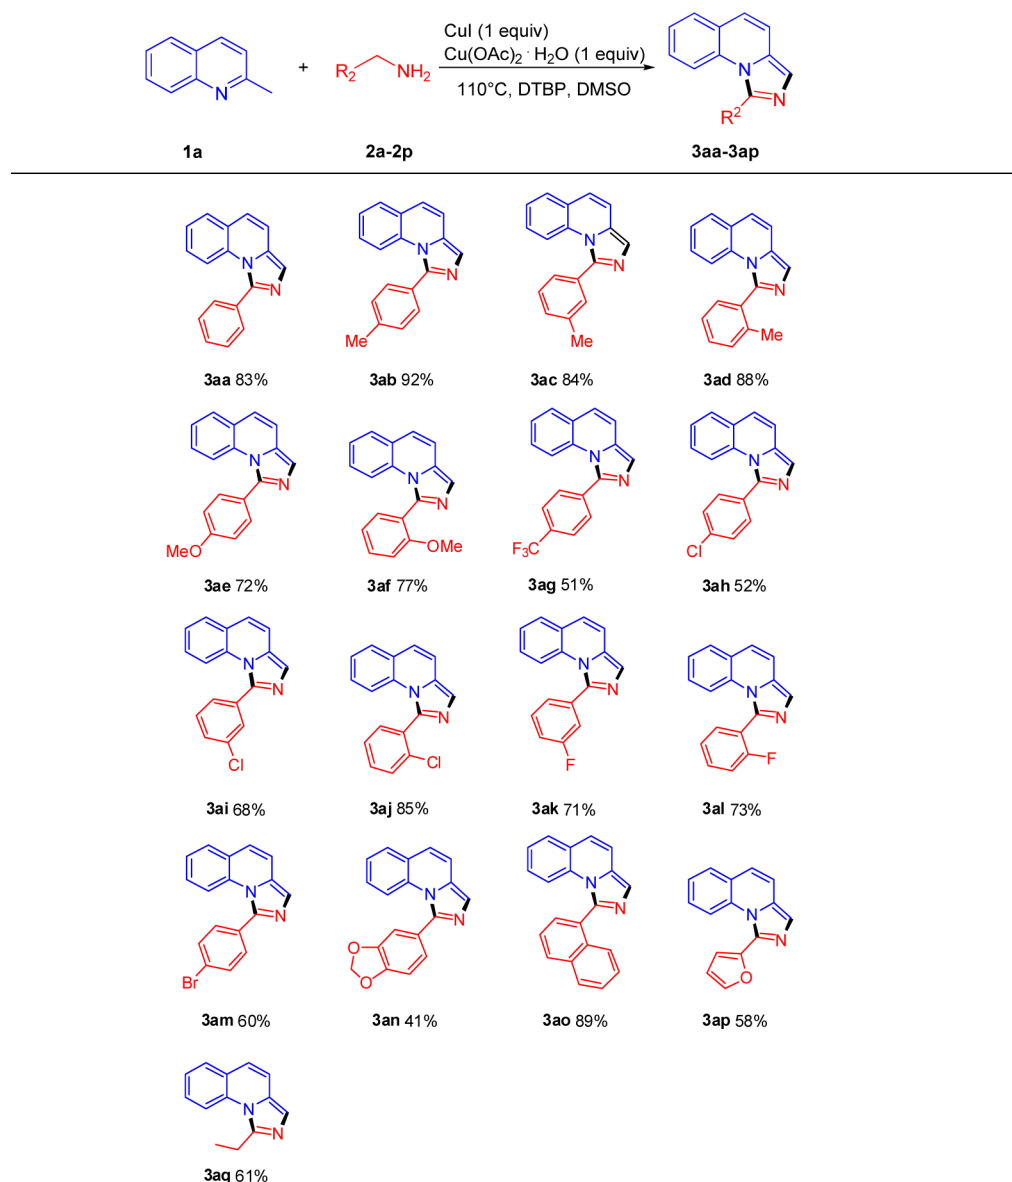 CuI (1 equiv)
Cu(OAc)2 · H2O (1 equiv)
110°C, DTBP, DMSO
N
+
R2
NH2
N
N
R2
1a
2a-2p
3aa-3ap
N
N
N
N
Me
N
N
Me
N
N
Me
3aa 83%
3ab 92%
3ac 84%
3ad 88%
N
N
MeO
N
N
OMe
N
N
F3C
N
N
Cl
3ae 72%
3af 77%
3ag 51%
3ah 52%
N
N
Cl
N
N
Cl
N
N
F
N
N
F
3ai 68%
3aj 85%
3ak 71%
3al 73%
N
N
Br
N
N
O
O
N
N
N
N
O
3am 60%
3an 41%
3ao 89%
3ap 58%
N
N
3aq 61%